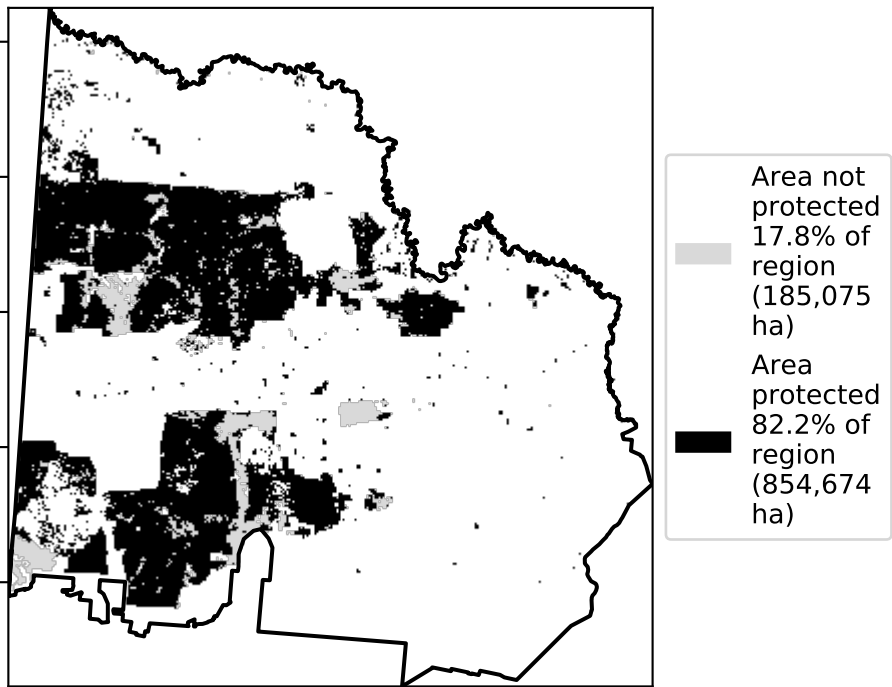 Area not
protected
17.8% of
region
(185,075
ha)
Area
protected
82.2% of
region
(854,674
ha)